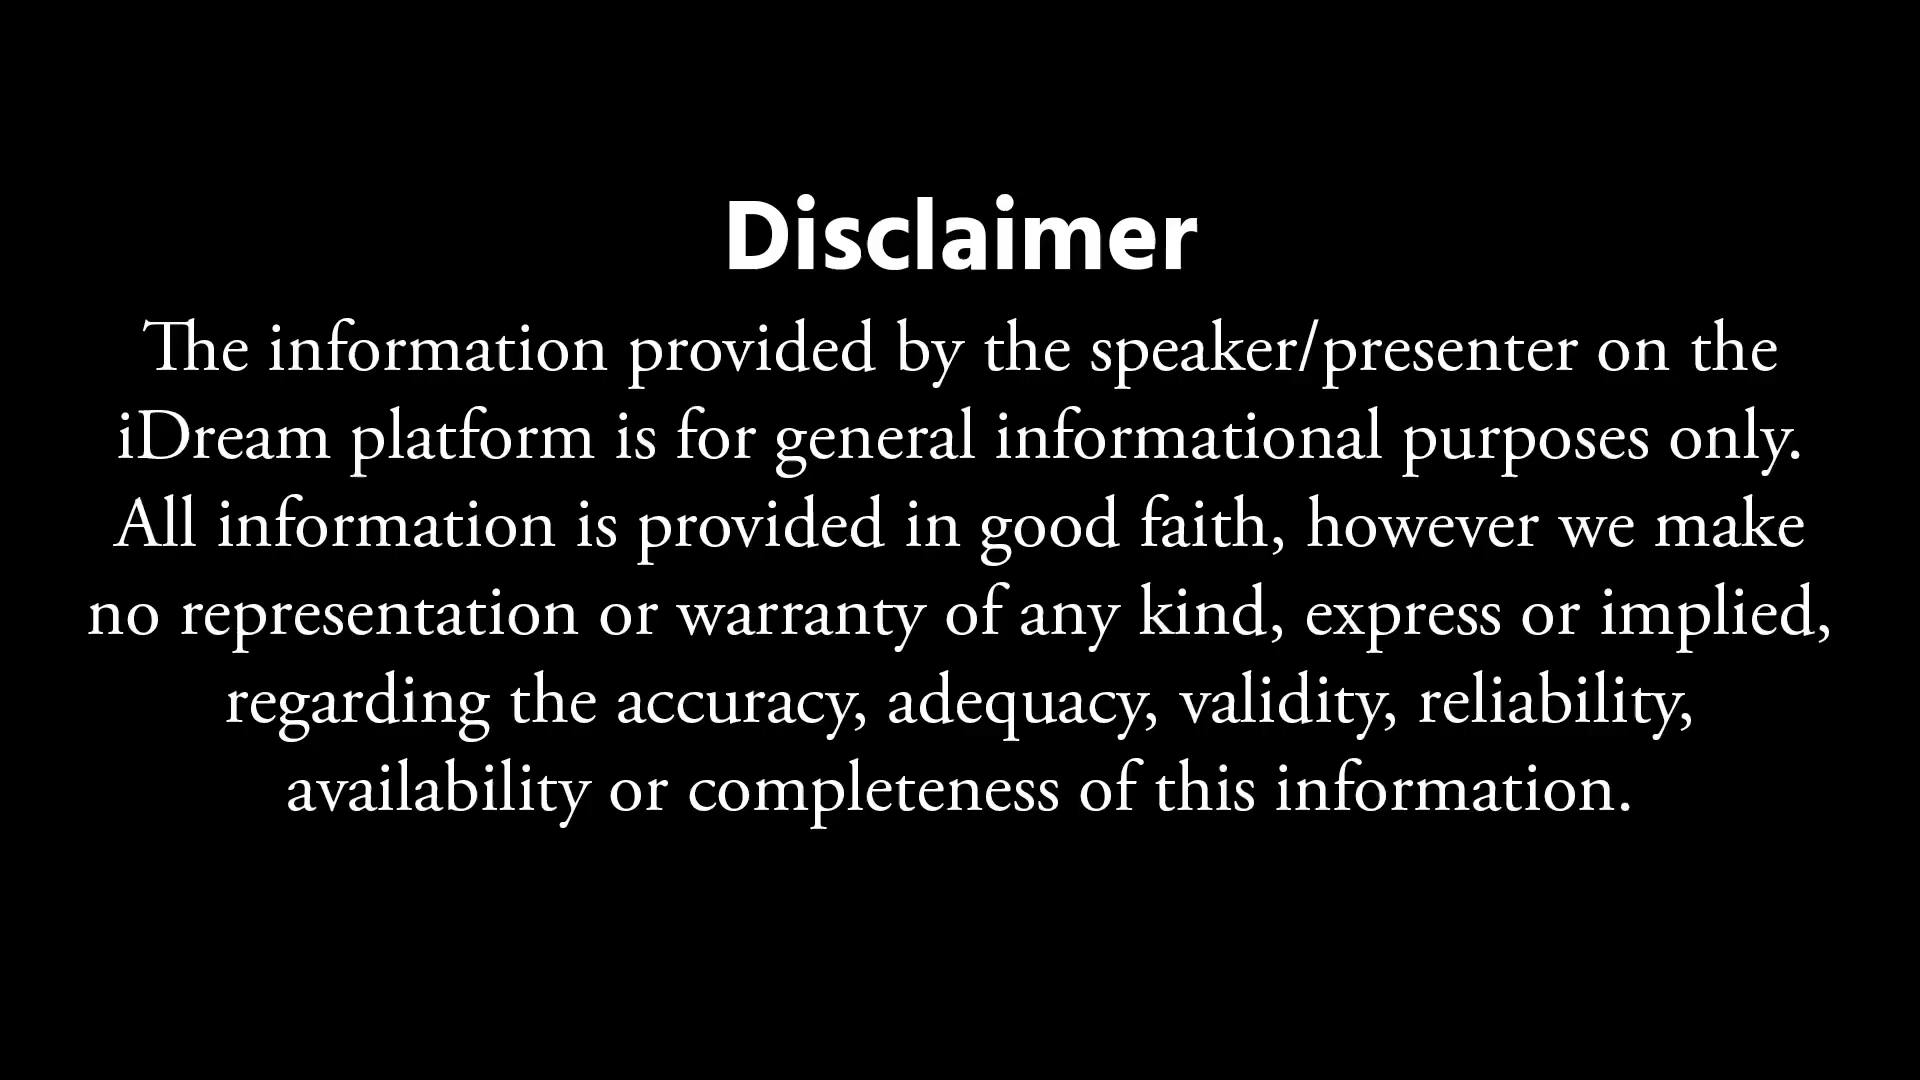 Disclaimer
The information provided by the speaker/presenter on the
iDream platform is for general informational purposes only.
All information is provided in good faith, however we make
no representation or warranty of any kind, express or implied,
regarding the accuracy, adequacy, validity, reliability,
availability or completeness of this information.